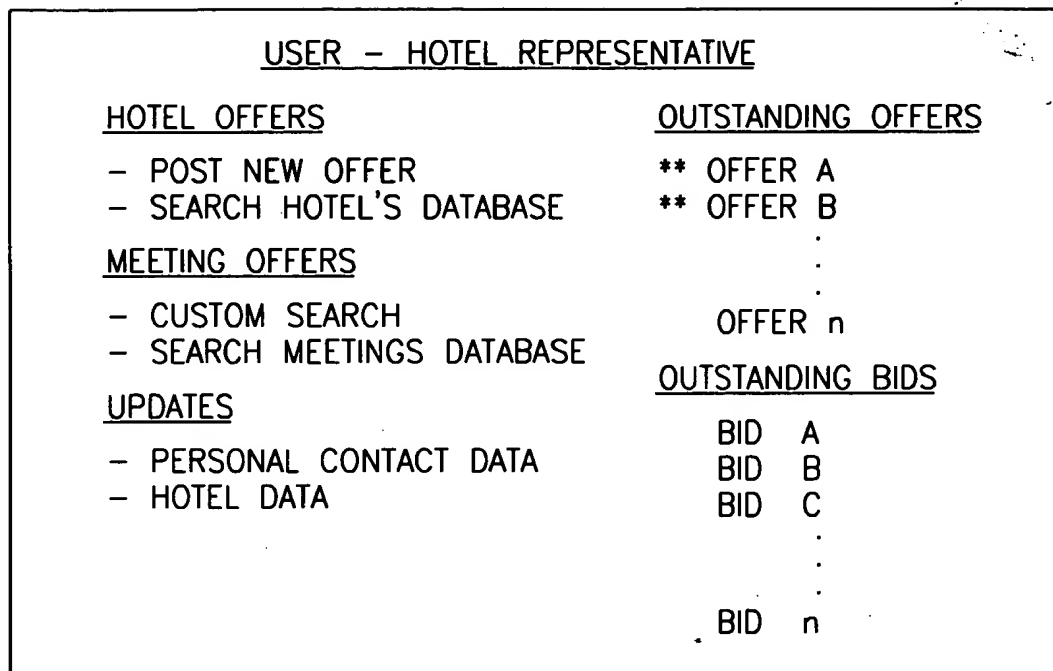 USER – HOTEL REPRESENTATIVE
HOTEL OFFERS
– POST NEW OFFER
– SEARCH HOTEL'S DATABASE
MEETING OFFERS
– CUSTOM SEARCH
– SEARCH MEETINGS DATABASE
UPDATES
– PERSONAL CONTACT DATA
– HOTEL DATA
OUTSTANDING OFFERS
** OFFER A
** OFFER B
.
.
.
OFFER n
OUTSTANDING BIDS
BID A
BID B
BID C
.
.
.
BID n